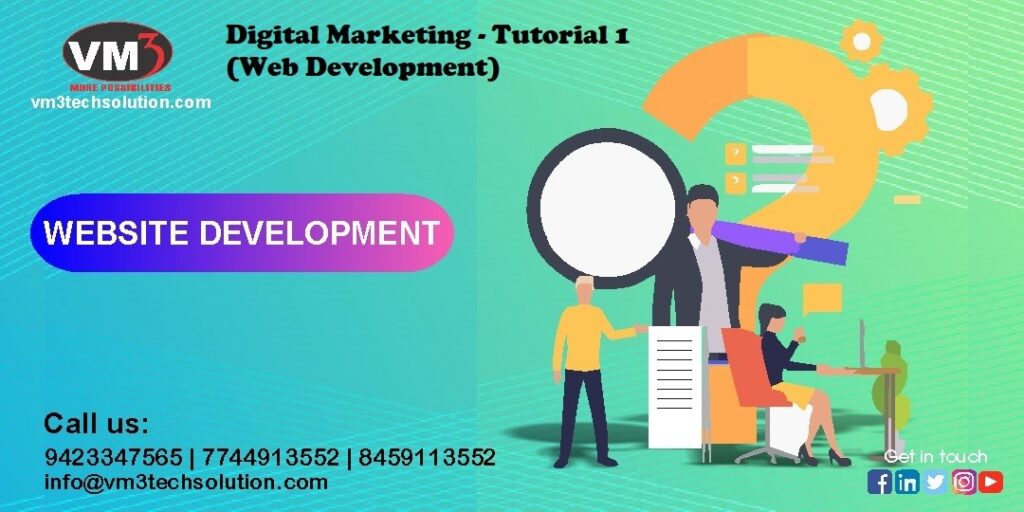 VM3
MORE POSSIBILITIES
vm3techsolution.com
Digital Marketing - Tutorial 1
(Web Development)
WEBSITE DEVELOPMENT
Call us:
9423347565 | 7744913552 | 8459113552
info@vm3techsolution.com
Get in touch